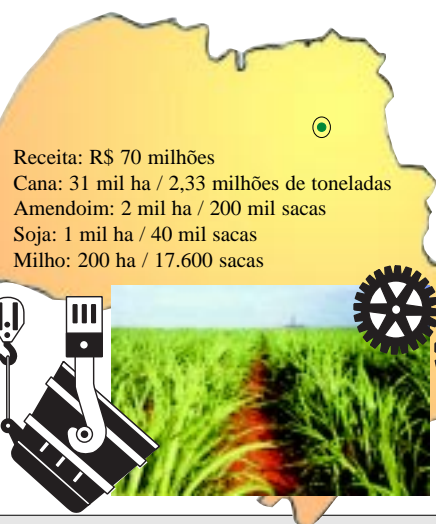 Receita: R$ 70 milhões
Cana: 31 mil ha / 2,33 milhões de toneladas
Amendoim: 2 mil ha / 200 mil sacas
Soja: 1 mil ha / 40 mil sacas
Milho: 200 ha / 17.600 sacas